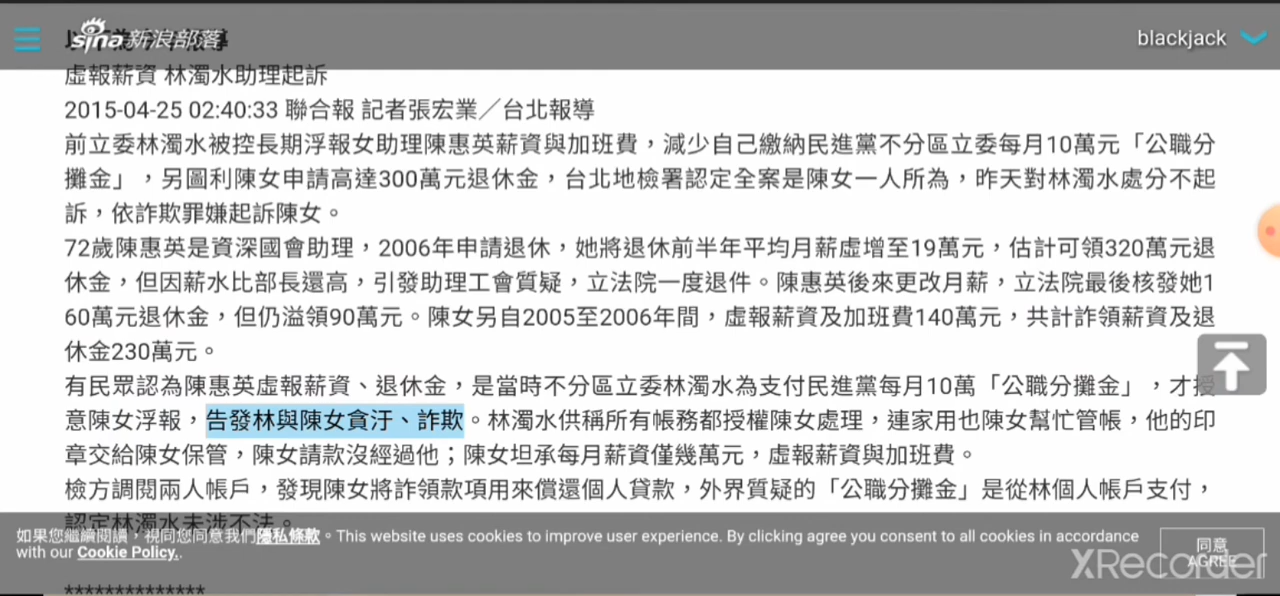 sina 新浪部落
blackjack
虛報薪資 林濁水助理起訴
2015-04-25 02:40:33 聯合報 記者張宏業／台北報導
前立委林濁水被控長期浮報女助理陳惠英薪資與加班費，減少自己繳納民進黨不分區立委每月10萬元「公職分
攤金」，另圖利陳女申請高達300萬元退休金，台北地檢署認定全案是陳女一人所為，昨天對林濁水處分不起
訴，依詐欺罪嫌起訴陳女。
72歲陳惠英是資深國會助理，2006年申請退休，她將退休前半年平均月薪虛增至19萬元，估計可領320萬元退
休金，但因薪水比部長還高，引發助理工會質疑，立法院一度退件。陳惠英後來更改月薪，立法院最後核發她1
60萬元退休金，但仍溢領90萬元。陳女另自2005至2006年間，虛報薪資及加班費140萬元，共計詐領薪資及退
休金230萬元。
有民眾認為陳惠英虛報薪資、退休金，是當時不分區立委林濁水為支付民進黨每月10萬「公職分攤金」，才授
意陳女浮報，告發林與陳女貪汙、詐欺。林濁水供稱所有帳務都授權陳女處理，連家用也陳女幫忙管帳，他的印
章交給陳女保管，陳女請款沒經過他；陳女坦承每月薪資僅幾萬元，虛報薪資與加班費。
檢方調閱兩人帳戶，發現陳女將詐領款項用來償還個人貸款，外界質疑的「公職分攤金」是從林個人帳戶支付，
認定林濁水未涉不法。
如果您繼續閱讀，視同您同意我們隱私條款。This website uses cookies to improve user experience. By clicking agree you consent to all cookies in accordance
with our Cookie Policy..
同意
AGREE
XRecorder
**************